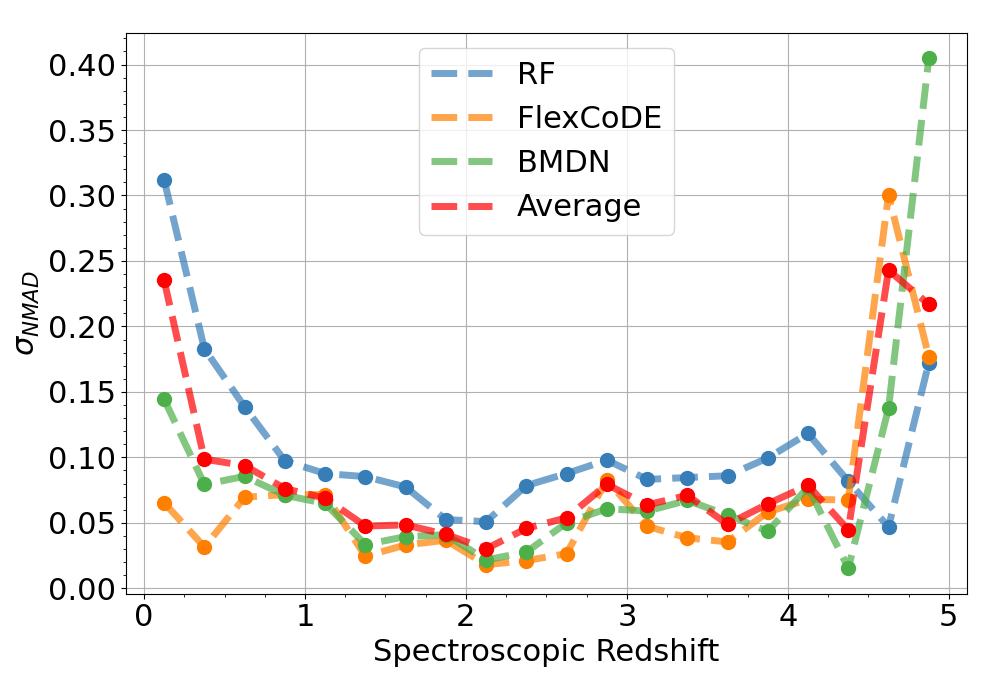 RF
FlexCoDE
BMDN
Average
0.40
0.35
0.30
0.25
0.20
0.15
0.10
0.05
0.00
σNMAD
0 1 2 3 4 5
Spectroscopic Redshift